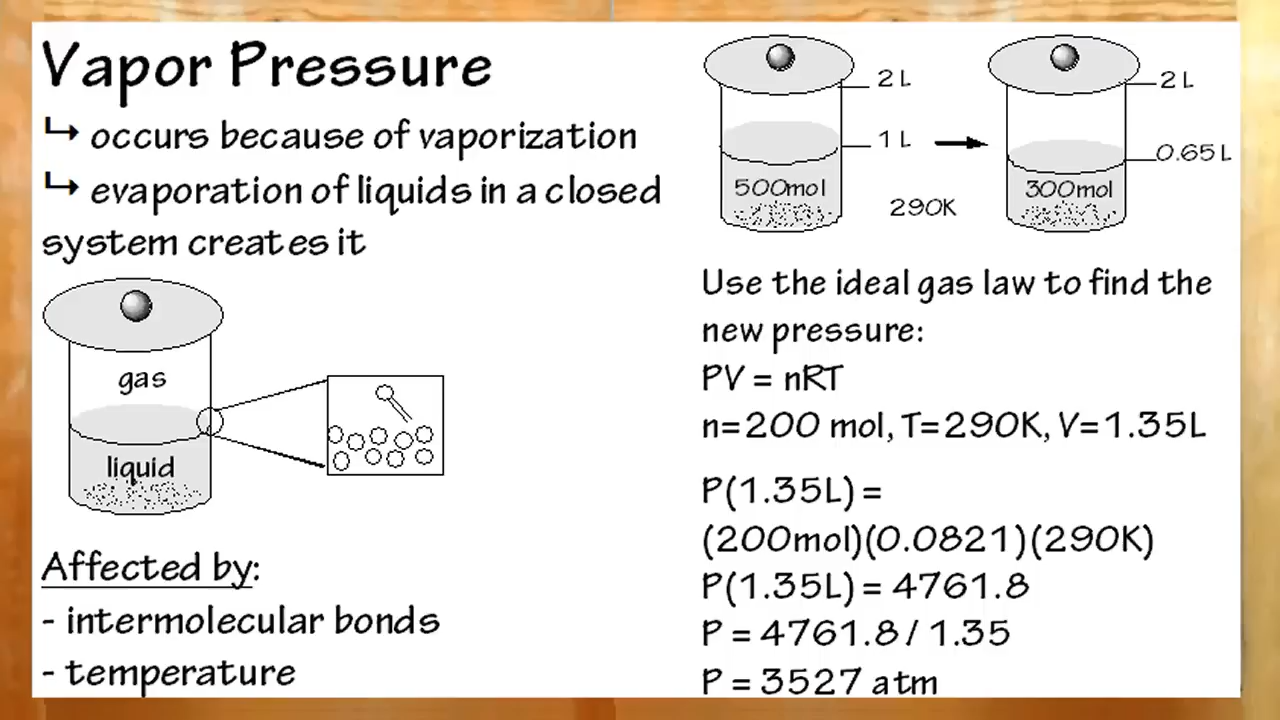 Vapor Pressure
↳ occurs because of vaporization
↳ evaporation of liquids in a closed
system creates it
gas
liquid
Affected by:
- intermolecular bonds
- temperature
2 L
1 L
500mol
290K
2 L
0.65L
300mol
Use the ideal gas law to find the
new pressure:
PV = nRT
n=200 mol, T=290K, V=1.35L
P(1.35L) =
(200mol)(0.0821)(290K)
P(1.35L) = 4761.8
P = 4761.8 / 1.35
P = 3527 atm